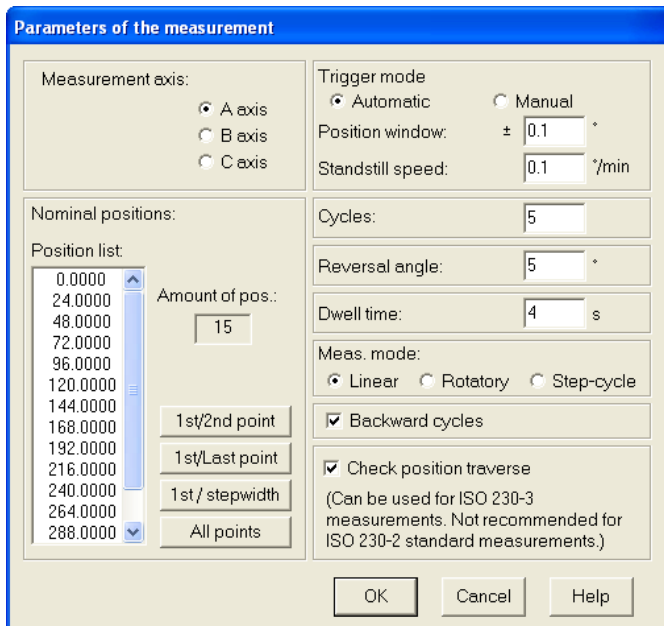 Parameters of the measurement
Measurement axis:
A axis
B axis
C axis
Nominal positions:
Position list:
0.0000
24.0000
48.0000
72.0000
96.0000
120.0000
144.0000
168.0000
192.0000
216.0000
240.0000
264.0000
288.0000
Amount of pos.:
15
1st/2nd point
1st/Last point
1st / stepwidth
All points
Trigger mode
Automatic Manual
Position window: ± 0.1 °
Standstill speed: 0.1 °/min
Cycles: 5
Reversal angle: 5 °
Dwell time: 4 s
Meas. mode:
Linear Rotatory Step-cycle
Backward cycles
Check position traverse
(Can be used for ISO 230-3
measurements. Not recommended for
ISO 230-2 standard measurements.)
OK Cancel Help